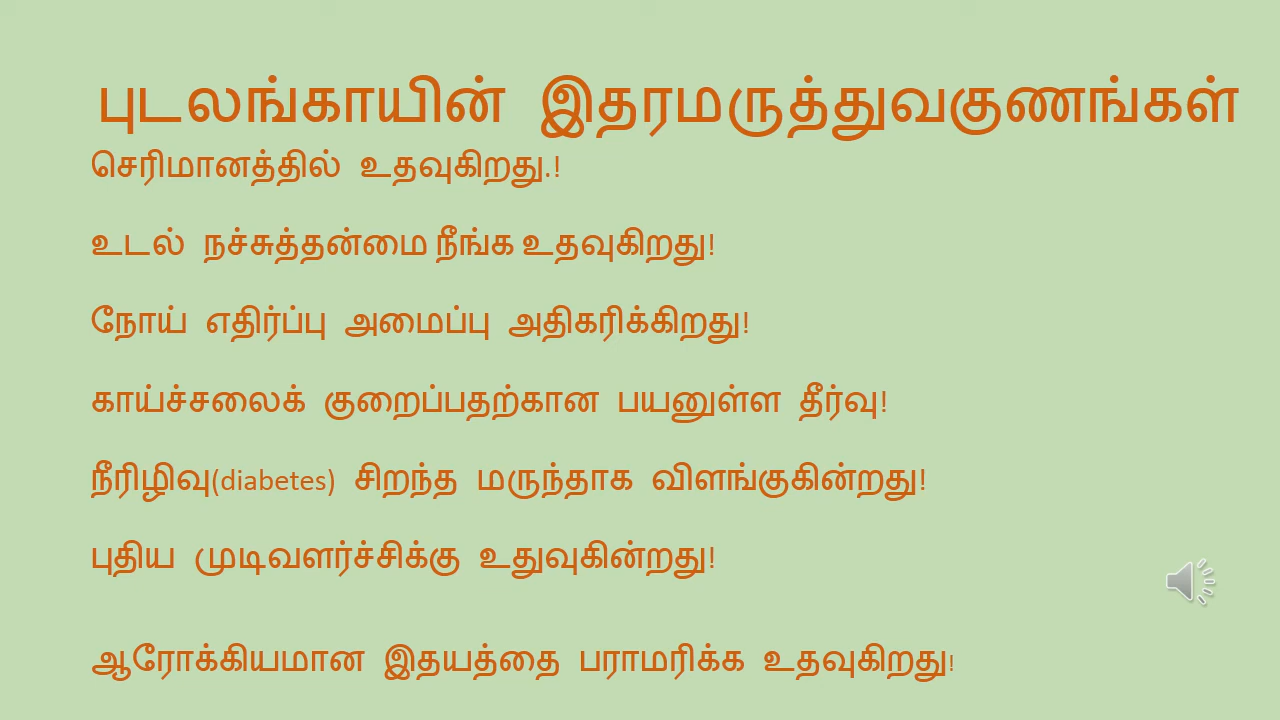 புடலங்காயின் இதரமருத்துவகுணங்கள்
செரிமானத்தில் உதவுகிறது.!
உடல் நச்சுத்தன்மை நீங்க உதவுகிறது!
நோய் எதிர்ப்பு அமைப்பு அதிகரிக்கிறது!
காய்ச்சலைக் குறைப்பதற்கான பயனுள்ள தீர்வு!
நீரிழிவு(diabetes) சிறந்த மருந்தாக விளங்குகின்றது!
புதிய முடிவளர்ச்சிக்கு உதுவுகின்றது!
ஆரோக்கியமான இதயத்தை பராமரிக்க உதவுகிறது!